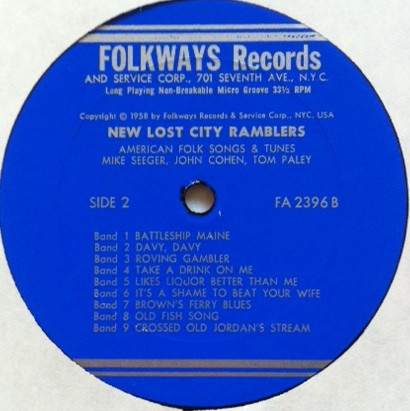 FOLKWAYS Records
AND SERVICE CORP., 701 SEVENTH AVE., N.Y.C.
Long Playing Non-Breakable Micro Groove 33⅓ RPM
Copyright © 1958 by Folkways Records & Service Corp., NYC, USA
NEW LOST CITY RAMBLERS
AMERICAN FOLK SONGS & TUNES
MIKE SEEGER, JOHN COHEN, TOM PALEY
SIDE 2 FA 2396 B
Band 1 BATTLESHIP MAINE
Band 2 DAVY, DAVY
Band 3 ROVING GAMBLER
Band 4 TAKE A DRINK ON ME
Band 5 LIKES LIQUOR BETTER THAN ME
Band 6 IT'S A SHAME TO BEAT YOUR WIFE
Band 7 BROWN'S FERRY BLUES
Band 8 OLD FISH SONG
Band 9 CROSSED OLD JORDAN'S STREAM